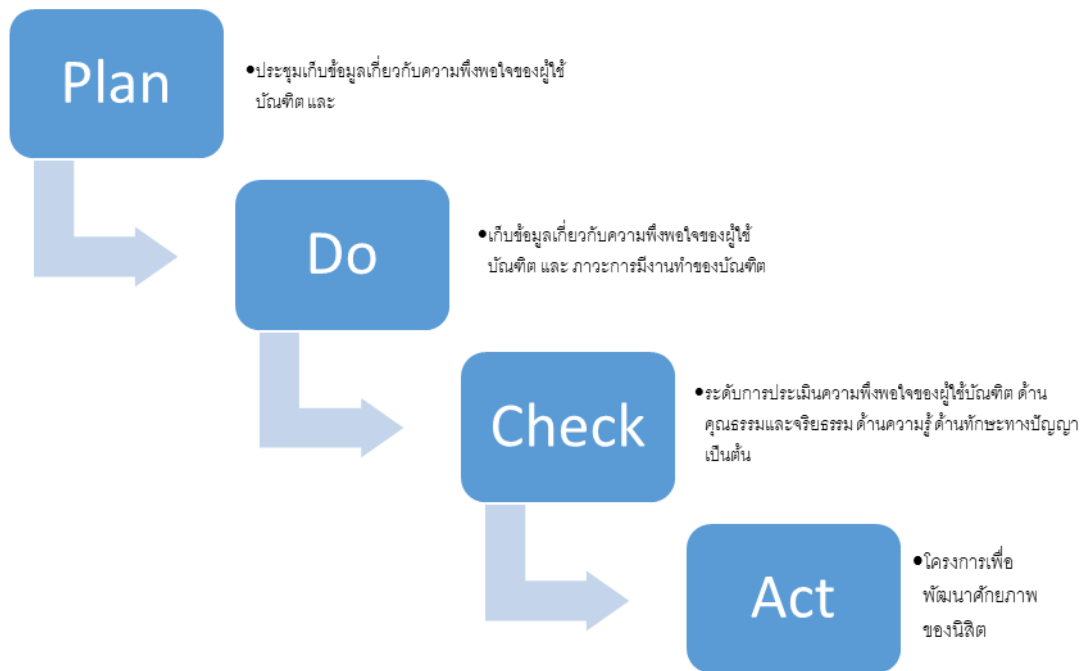 Plan
•ประชุมเก็บข้อมูลเกี่ยวกับความพึงพอใจของผู้ใช้
บัณฑิต และ
Do
•เก็บข้อมูลเกี่ยวกับความพึงพอใจของผู้ใช้
บัณฑิต และ ภาวะการมีงานทำของบัณฑิต
Check
•ระดับการประเมินความพึงพอใจของผู้ใช้บัณฑิต ด้าน
คุณธรรมและจริยธรรม ด้านความรู้ ด้านทักษะทางปัญญา
เป็นต้น
Act
•โครงการเพื่อ
พัฒนาศักยภาพ
ของนิสิต